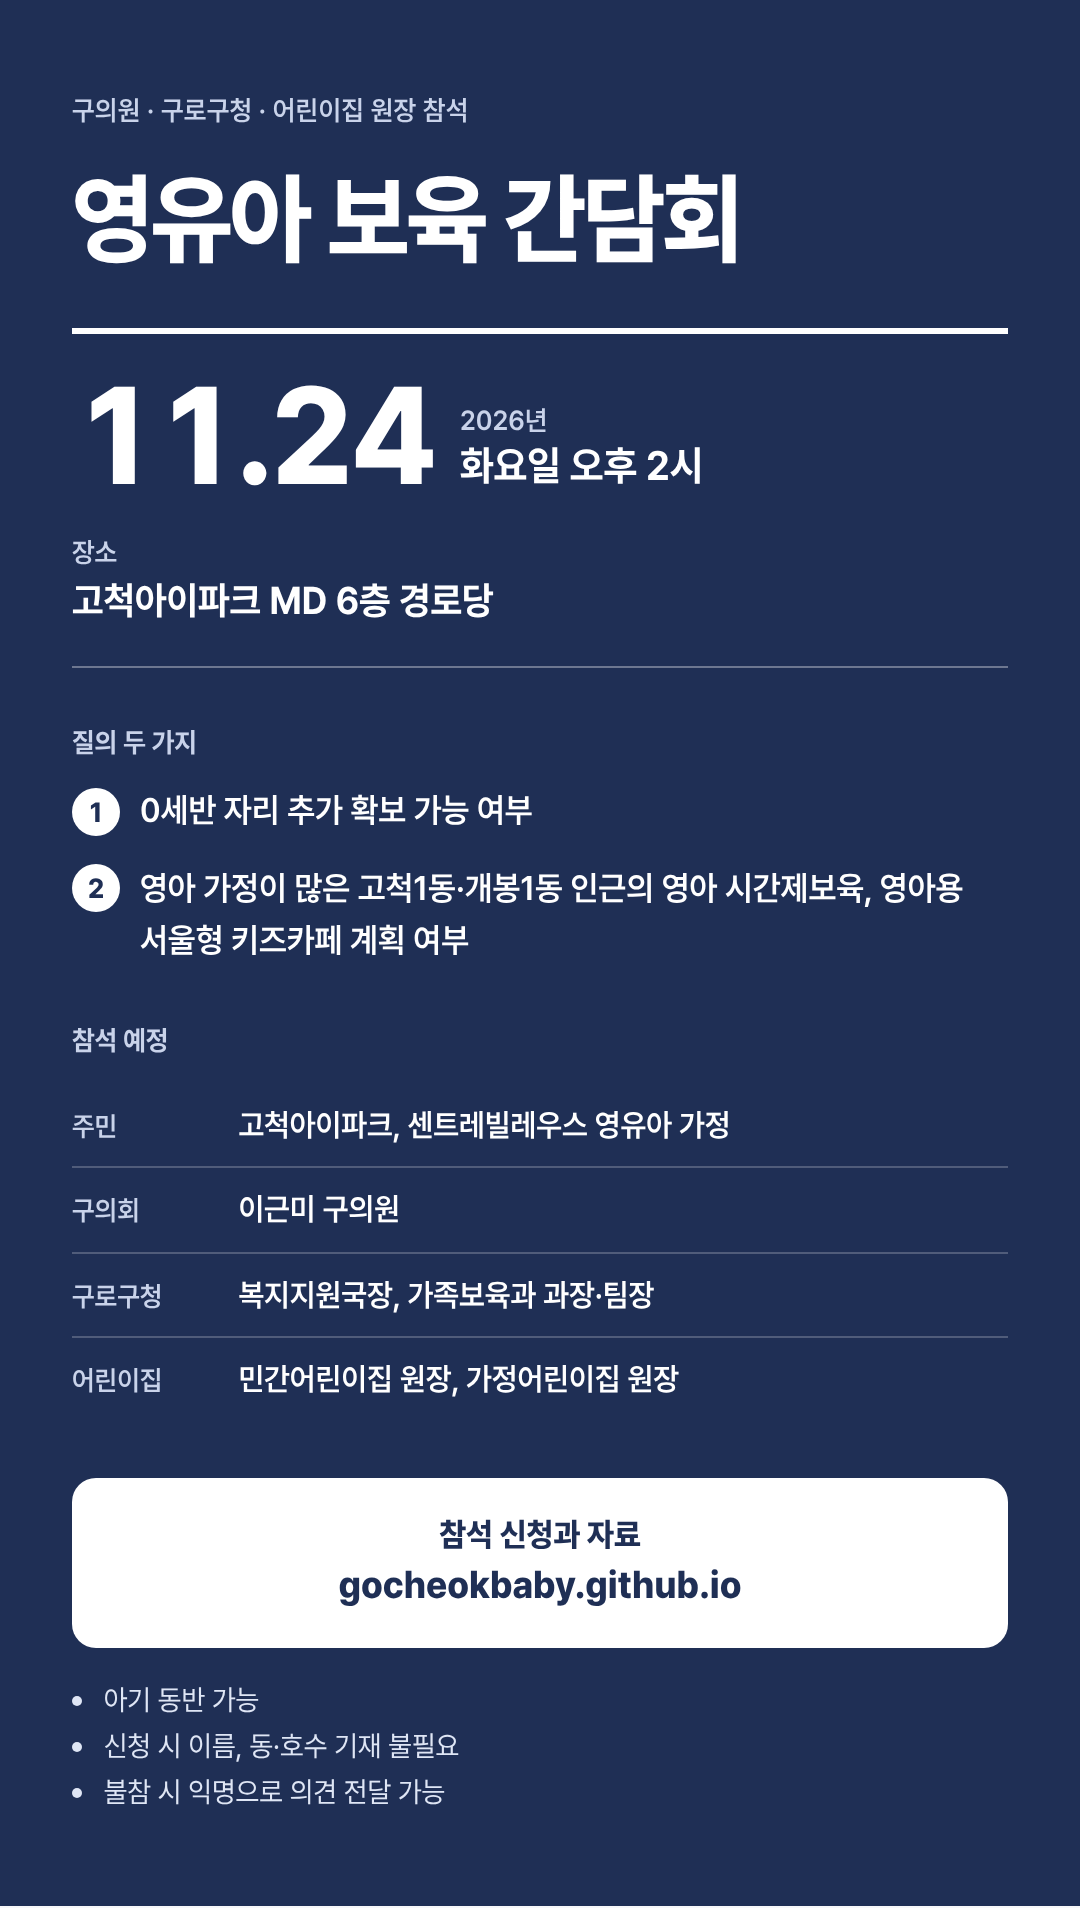 구의원 · 구로구청 · 어린이집 원장 참석
영유아 보육 간담회
11.24
2026년
화요일 오후 2시
장소
고척아이파크 MD 6층 경로당
질의 두 가지
1 0세반 자리 추가 확보 가능 여부
2 영아 가정이 많은 고척1동·개봉1동 인근의 영아 시간제보육, 영아용
서울형 키즈카페 계획 여부
참석 예정
주민 고척아이파크, 센트레빌레우스 영유아 가정
구의회 이근미 구의원
구로구청 복지지원국장, 가족보육과 과장·팀장
어린이집 민간어린이집 원장, 가정어린이집 원장
참석 신청과 자료
gocheokbaby.github.io
• 아기 동반 가능
• 신청 시 이름, 동·호수 기재 불필요
• 불참 시 익명으로 의견 전달 가능